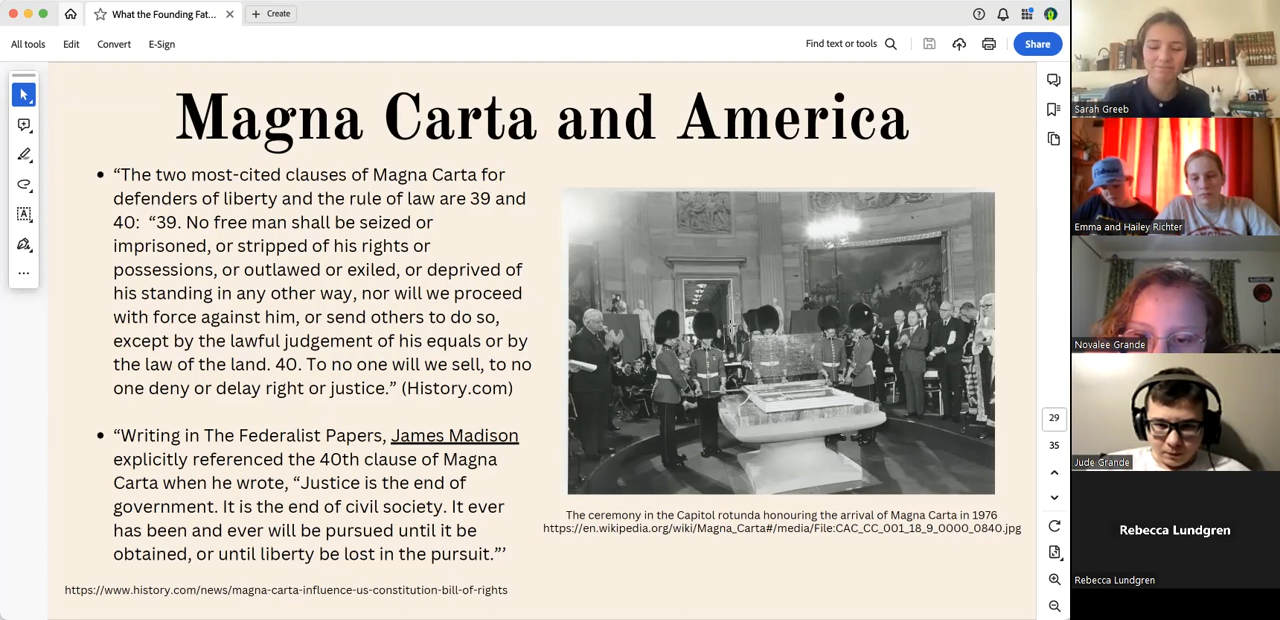 What the Founding Fat...
Create
All tools
Edit
Convert
E-Sign
Find text or tools
Share
Magna Carta and America
• “The two most-cited clauses of Magna Carta for
defenders of liberty and the rule of law are 39 and
40: “39. No free man shall be seized or
imprisoned, or stripped of his rights or
possessions, or outlawed or exiled, or deprived of
his standing in any other way, nor will we proceed
with force against him, or send others to do so,
except by the lawful judgement of his equals or by
the law of the land. 40. To no one will we sell, to no
one deny or delay right or justice.” (History.com)
• “Writing in The Federalist Papers, James Madison
explicitly referenced the 40th clause of Magna
Carta when he wrote, “Justice is the end of
government. It is the end of civil society. It ever
has been and ever will be pursued until it be
obtained, or until liberty be lost in the pursuit.”’
https://www.history.com/news/magna-carta-influence-us-constitution-bill-of-rights
The ceremony in the Capitol rotunda honouring the arrival of Magna Carta in 1976
https://en.wikipedia.org/wiki/Magna_Carta#/media/File:CAC_CC_001_18_9_0000_0840.jpg
29
35
Sarah Greeb
Emma and Hailey Richter
Novalee Grande
Jude Grande
Rebecca Lundgren
Rebecca Lundgren